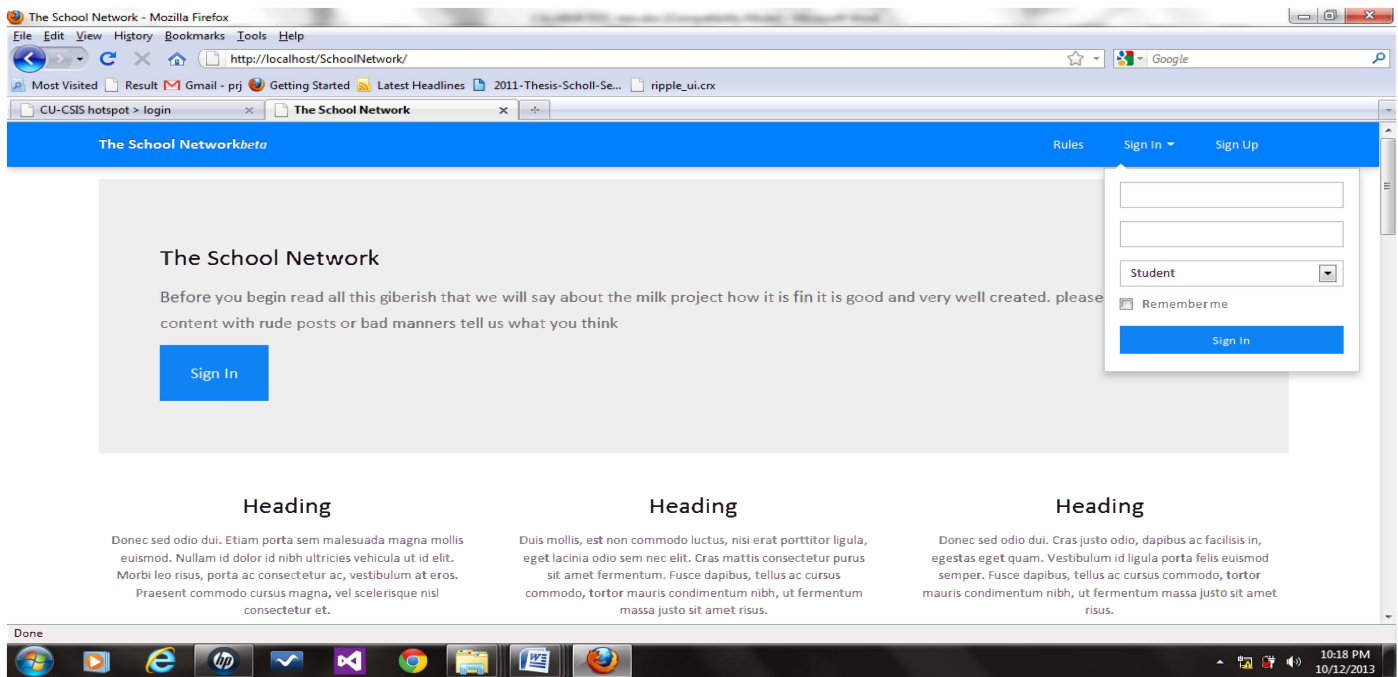 The School Network - Mozilla Firefox
File Edit View History Bookmarks Tools Help
http://localhost/SchoolNetwork/
Google
Most Visited Result Gmail - prj Getting Started Latest Headlines 2011-Thesis-Scholl-Se... ripple_ui.crx
CU-CSIS hotspot > login
The School Network
The School Networkbeta
Rules Sign In Sign Up
Student
Remember me
Sign In
The School Network
Before you begin read all this giberish that we will say about the milk project how it is fin it is good and very well created. please
content with rude posts or bad manners tell us what you think
Sign In
Heading
Donec sed odio dui. Etiam porta sem malesuada magna mollis
euismod. Nullam id dolor id nibh ultricies vehicula ut id elit.
Morbi leo risus, porta ac consectetur ac, vestibulum at eros.
Praesent commodo cursus magna, vel scelerisque nisl
consectetur et.
Heading
Duis mollis, est non commodo luctus, nisi erat porttitor ligula,
eget lacinia odio sem nec elit. Cras mattis consectetur purus
sit amet fermentum. Fusce dapibus, tellus ac cursus
commodo, tortor mauris condimentum nibh, ut fermentum
massa justo sit amet risus.
Heading
Donec sed odio dui. Cras justo odio, dapibus ac facilisis in,
egestas eget quam. Vestibulum id ligula porta felis euismod
semper. Fusce dapibus, tellus ac cursus commodo, tortor
mauris condimentum nibh, ut fermentum massa justo sit amet
risus.
Done
hp
10:18 PM
10/12/2013